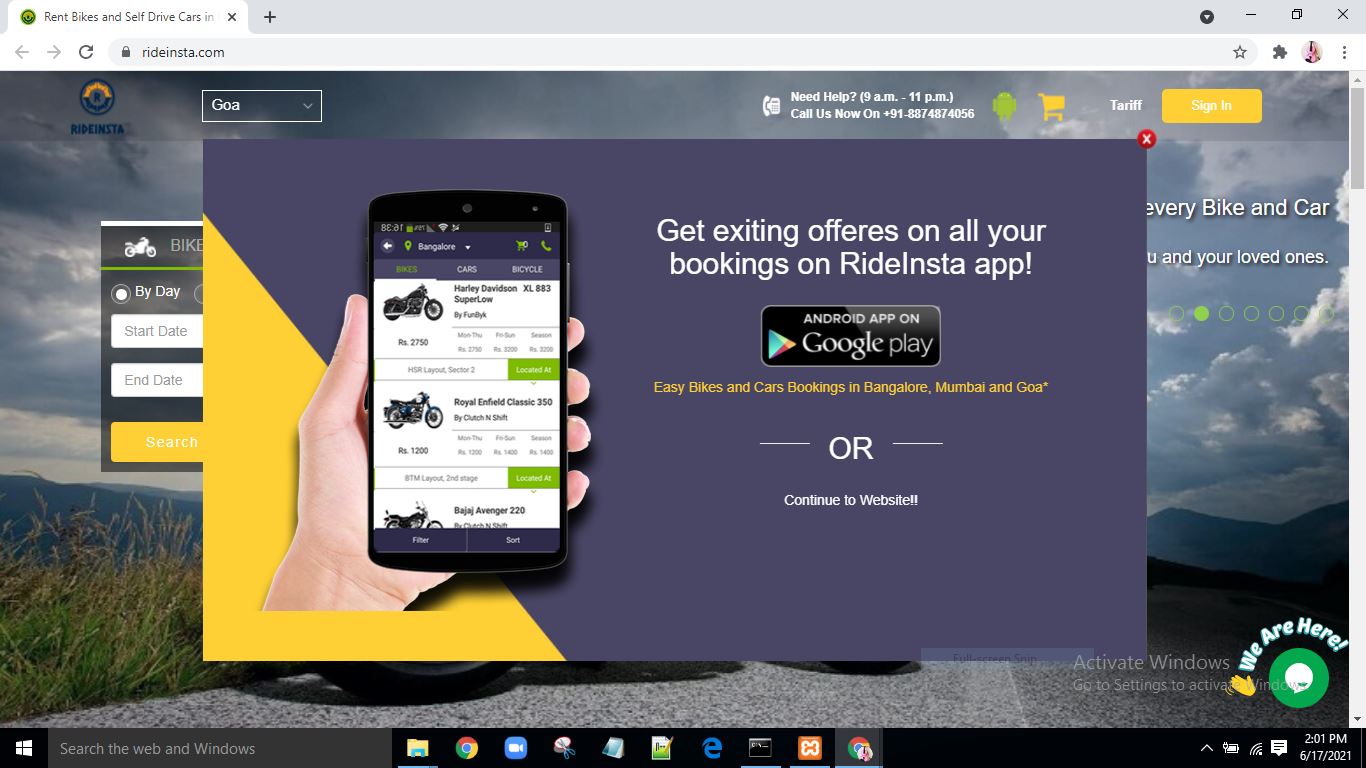 Rent Bikes and Self Drive Cars in
rideinsta.com
RIDEINSTA
Goa
Need Help? (9 a.m. - 11 p.m.)
Call Us Now On +91-8874874056
Tariff
Sign In
x
every Bike and Car
u and your loved ones.
BIKE
By Day
Start Date
End Date
Search
16:38
Bangalore
0
BIKES CARS BICYCLE
Harley Davidson XL 883
SuperLow
By FunByk
Mon-Thu Fri-Sun Season
Rs. 2750
Rs. 2750 Rs. 3200 Rs. 3200
HSR Layout, Sector 2 Located At
Royal Enfield Classic 350
By Clutch N Shift
Mon-Thu Fri-Sun Season
Rs. 1200
Rs. 1200 Rs. 1400 Rs. 1400
BTM Layout, 2nd stage Located At
Bajaj Avenger 220
By Clutch N Shift
Filter Sort
Get exiting offeres on all your
bookings on RideInsta app!
ANDROID APP ON
Google play
Easy Bikes and Cars Bookings in Bangalore, Mumbai and Goa*
OR
Continue to Website!!
Full-screen Snip
We Are Here!
Activate Windows
Go to Settings to activate Windows.
Search the web and Windows
2:01 PM
6/17/2021